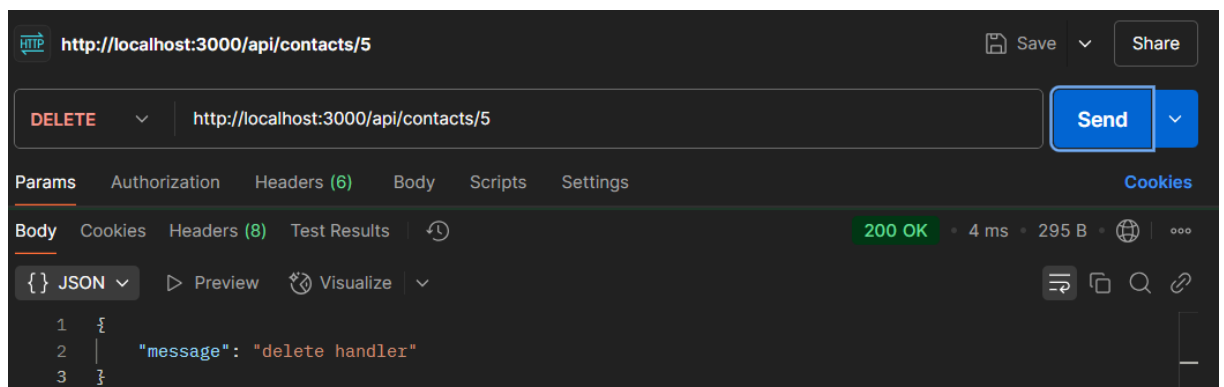 HTTP http://localhost:3000/api/contacts/5 Save Share
DELETE http://localhost:3000/api/contacts/5 Send
Params Authorization Headers (6) Body Scripts Settings Cookies
Body Cookies Headers (8) Test Results 200 OK • 4 ms • 295 B •
{} JSON Preview Visualize
1 {
2 "message": "delete handler"
3 }